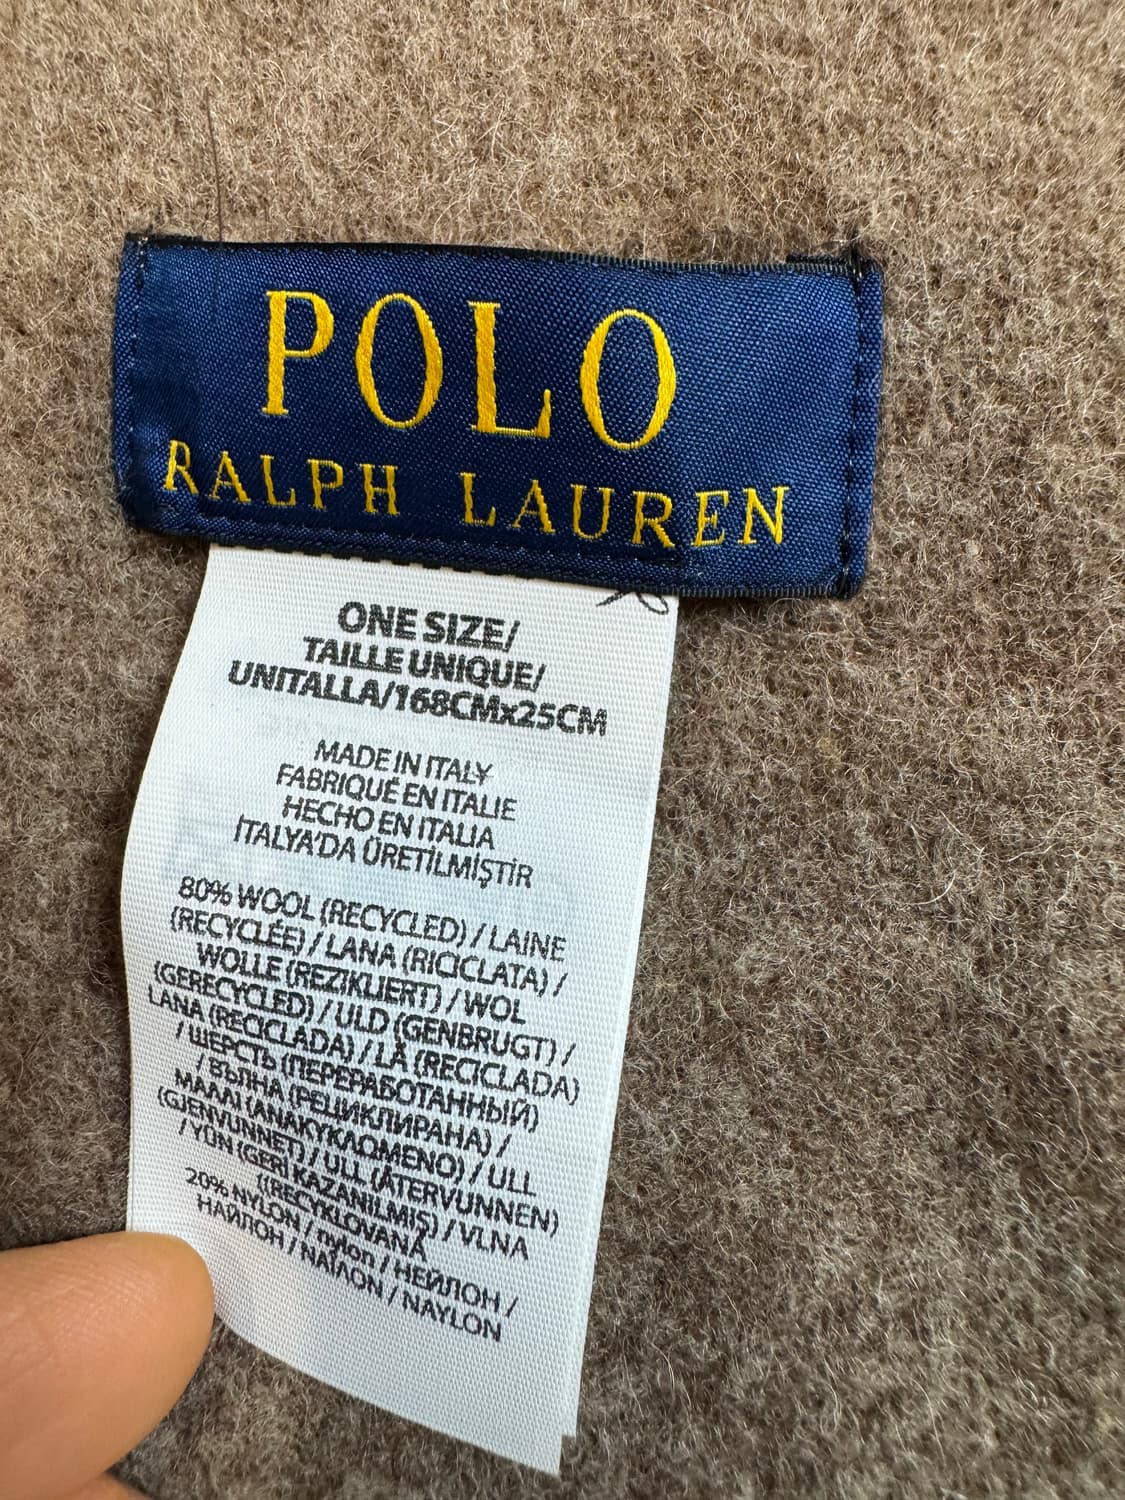 POLO
RALPH LAUREN
ONE SIZE/
TAILLE UNIQUE/
UNITALLA/168CMx25CM
MADE IN ITALY
FABRIQUÉ EN ITALIE
HECHO EN ITALIA
İTALYA'DA ÜRETİLMİŞTİR
80% WOOL (RECYCLED) / LAINE
(RECYCLÉE) / LANA (RICICLATA) /
WOLLE (REZIKLIERT) / WOL
(GERECYCLED) / ULD (GENBRUGT) /
LANA (RECICLADA) / LÃ (RECICLADA)
/ ШЕРСТЬ (ПЕРЕРАБОТАННЫЙ)
/ ВЪЛНА (РЕЦИКЛИРАНА) /
ΜΑΛΛΙ (ΑΝΑΚΥΚΛΩΜΕΝΟ) / ULL
(GJENVUNNET) / ULL (ÅTERVUNNEN)
/ YÜN (GERİ KAZANILMIŞ) / VLNA
((RECYKLOVANÁ
20% NYLON / nylon / НЕЙЛОН /
НАЙЛОН / ΝΑΪΛΟΝ / NAYLON